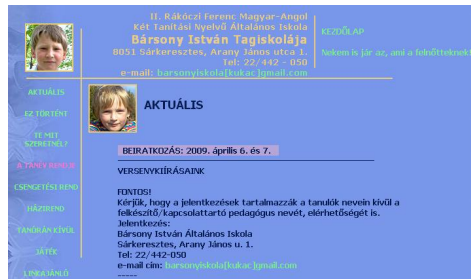 II. Rákóczi Ferenc Magyar-Angol
Két Tanítási Nyelvű Általános Iskola
Bársony István Tagiskolája
8051 Sárkeresztes, Arany János utca 1.
Tel: 22/442 - 050
e-mail: barsonyiskola[kukac]gmail.com
KEZDŐLAP
Nekem is jár az, ami a felnőtteknek!
AKTUÁLIS
EZ TÖRTÉNT
TE MIT
SZERETNÉL?
A TANÉV RENDJE
CSENGETÉSI REND
HÁZIREND
TANÓRÁN KÍVÜL
JÁTÉK
LINKAJÁNLÓ
AKTUÁLIS
BEIRATKOZÁS: 2009. április 6. és 7.
VERSENYKIÍRÁSAINK
FONTOS!
Kérjük, hogy a jelentkezések tartalmazzák a tanulók nevein kívül a
felkészítő/kapcsolattartó pedagógus nevét, elérhetőségét is.
Jelentkezés:
Bársony István Általános Iskola
Sárkeresztes, Arany János u. 1.
Tel: 22/442-050
e-mail cím: barsonyiskola[kukac]gmail.com
-----